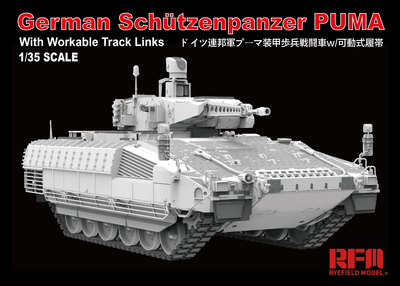 German Schützenpanzer PUMA
With Workable Track Links
ドイツ連邦軍プーマ装甲歩兵戦闘車w/可動式履帯
1/35 SCALE
RFM
RYEFIELD MODEL